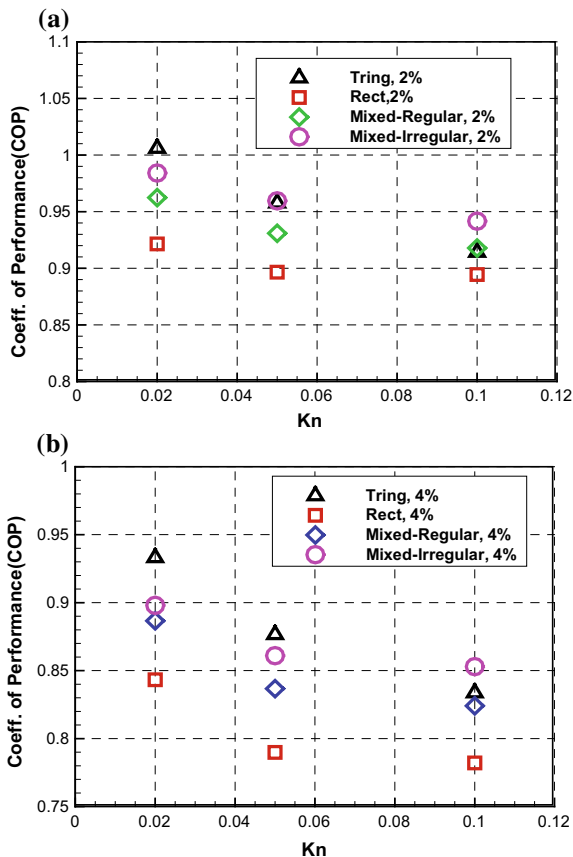 (a)
1.1
1.05
1
0.95
0.9
0.85
0.8
Coeff. of Performance(COP)
Tring, 2%
Rect,2%
Mixed-Regular, 2%
Mixed-Irregular, 2%
0 0.02 0.04 0.06 0.08 0.1 0.12
Kn
(b)
1
0.95
0.9
0.85
0.8
0.75
Coeff. of Performance(COP)
Tring, 4%
Rect, 4%
Mixed-Regular, 4%
Mixed-Irregular, 4%
0 0.02 0.04 0.06 0.08 0.1 0.12
Kn